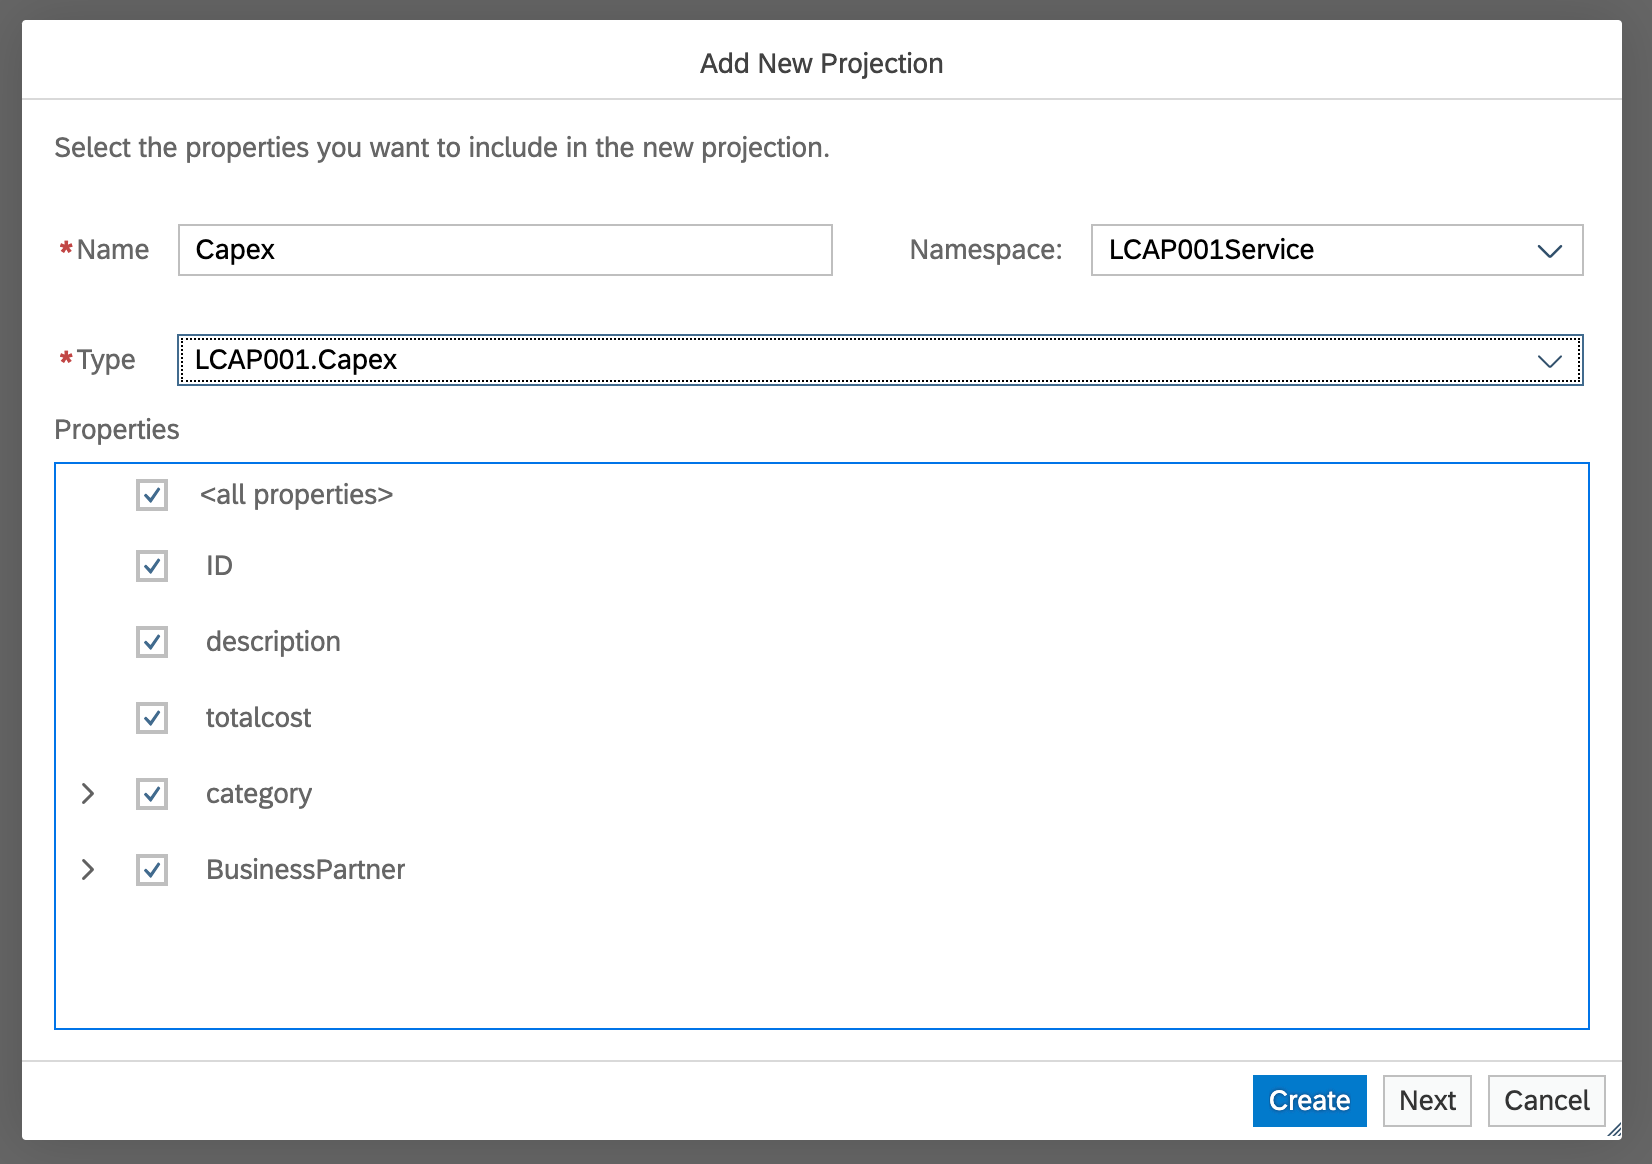 Add New Projection
Select the properties you want to include in the new projection.
*Name Capex Namespace: LCAP001Service
*Type LCAP001.Capex
Properties
<all properties>
ID
description
totalcost
category
BusinessPartner
Create Next Cancel